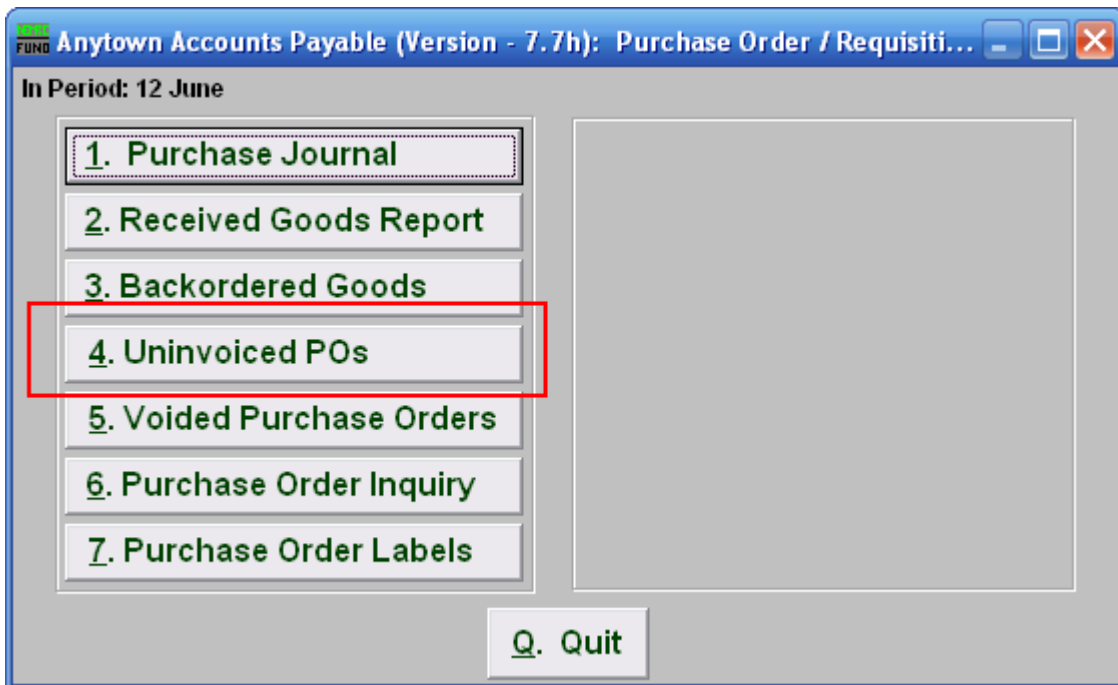 FUND Anytown Accounts Payable (Version - 7.7h): Purchase Order / Requisiti...
In Period: 12 June
1. Purchase Journal
2. Received Goods Report
3. Backordered Goods
4. Uninvoiced POs
5. Voided Purchase Orders
6. Purchase Order Inquiry
7. Purchase Order Labels
Q. Quit